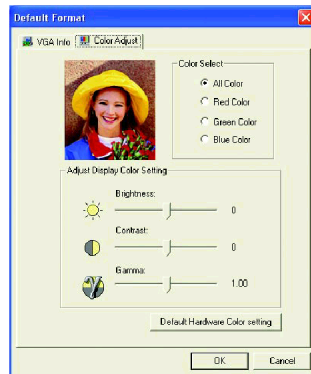 Default Format
VGA Info
Color Adjust
Color Select
All Color
Red Color
Green Color
Blue Color
Adjust Display Color Setting
Brightness:
0
Contrast:
0
Gamma:
1.00
Default Hardware Color setting
OK
Cancel